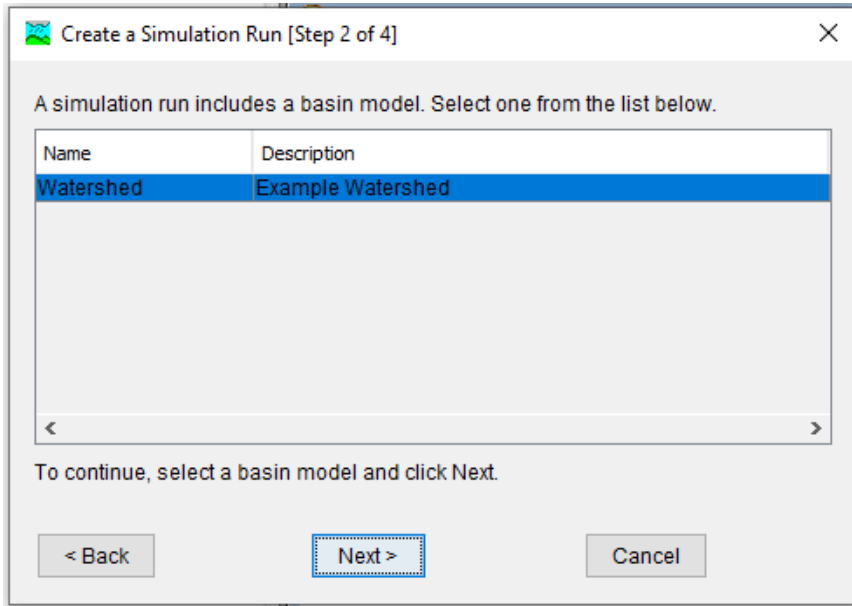 Create a Simulation Run [Step 2 of 4]
A simulation run includes a basin model. Select one from the list below.
Name Description
Watershed Example Watershed
To continue, select a basin model and click Next.
< Back Next > Cancel